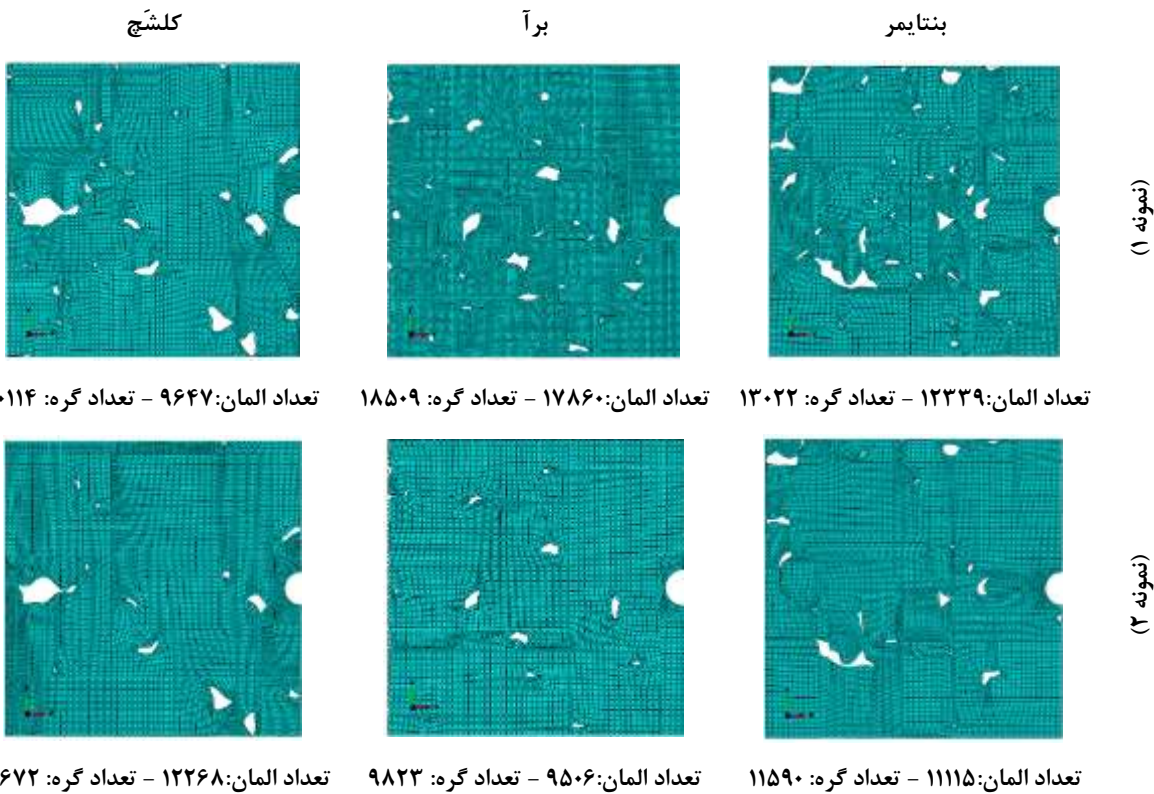 بنتایمر
برآ
کلشَچ
(نمونه ۱)
تعداد المان:۱۲۳۳۹ - تعداد گره: ۱۳۰۲۲
تعداد المان:۱۷۸۶۰ - تعداد گره: ۱۸۵۰۹
تعداد المان:۹۶۴۷ - تعداد گره:
(نمونه ۲)
تعداد المان:۱۱۱۱۵ - تعداد گره: ۱۱۵۹۰
تعداد المان:۹۵۰۶ - تعداد گره: ۹۸۲۳
تعداد المان:۱۲۲۶۸ - تعداد گره: